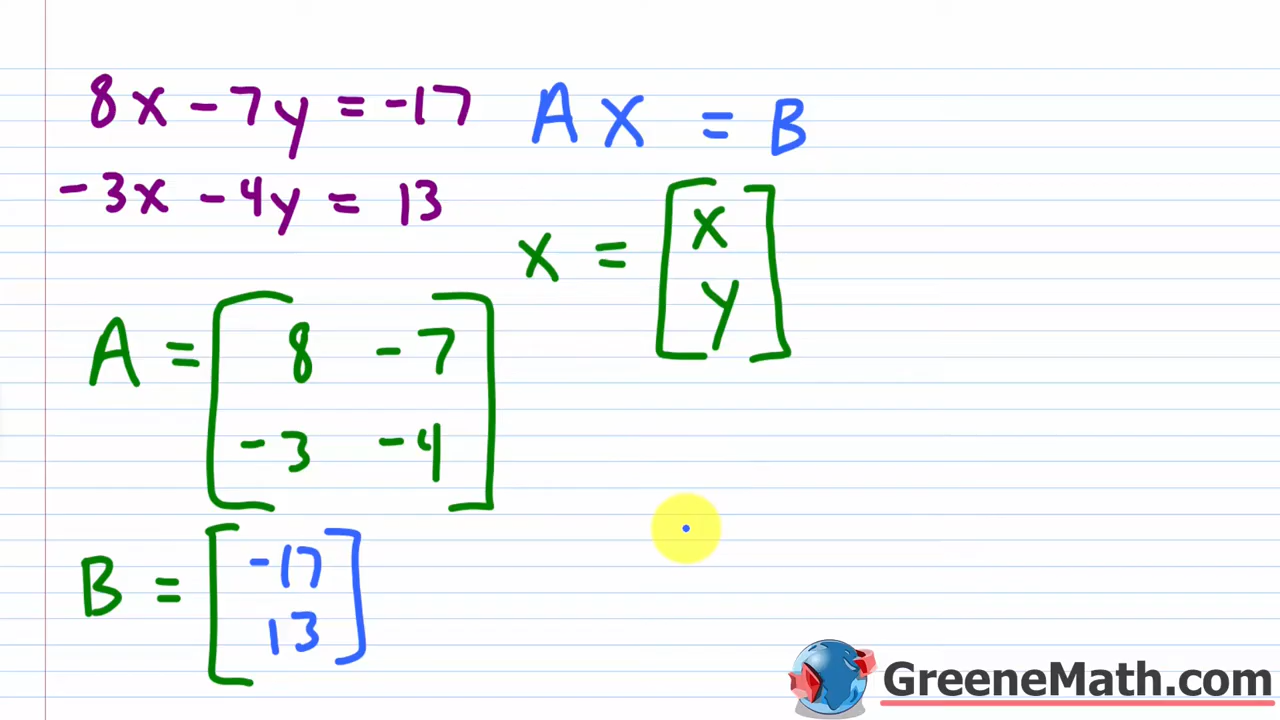 8x - 7y = -17
-3x - 4y = 13
AX = B
X = [x
y]
A = [8 -7
-3 -4]
B = [-17
13]
GreeneMath.com